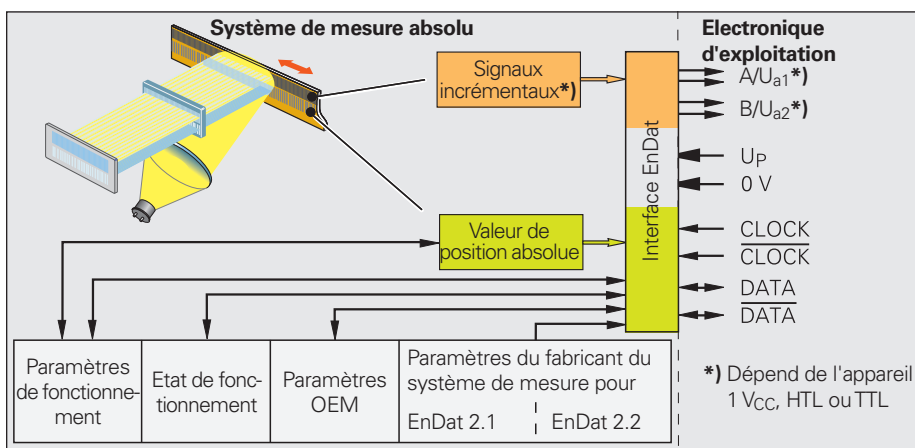 Système de mesure absolu
Electronique
d'exploitation
Signaux
incrémentaux*)
A/Ua1*)
B/Ua2*)
UP
0 V
Interface EnDat
Valeur de
position absolue
CLOCK
CLOCK
DATA
DATA
Paramètres
de fonctionne-
ment
Etat de fonc-
tionnement
Paramètres
OEM
Paramètres du fabricant du
système de mesure pour
EnDat 2.1
EnDat 2.2
*) Dépend de l'appareil
1 VCC, HTL ou TTL